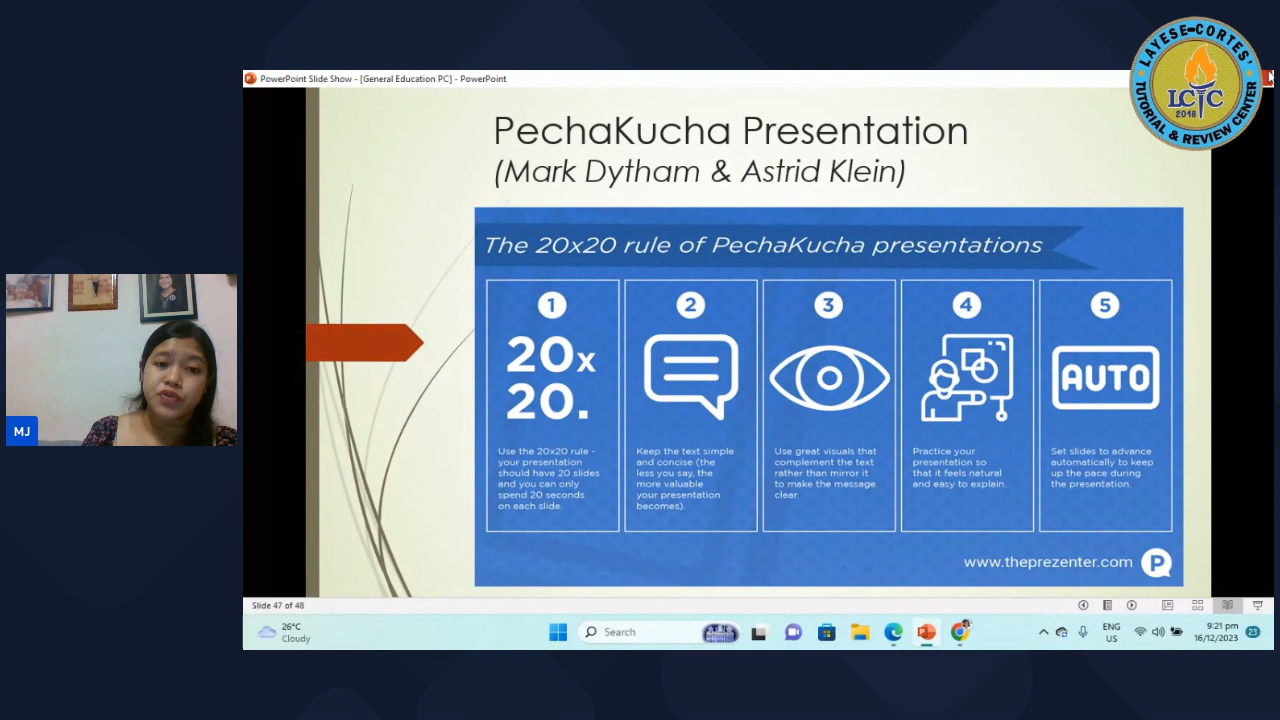 LAYESE-CORTES'
LCTC
2018
TUTORIAL & REVIEW CENTER
PowerPoint Slide Show - [General Education PC] - PowerPoint
PechaKucha Presentation
(Mark Dytham & Astrid Klein)
The 20x20 rule of PechaKucha presentations
1
20x
20.
Use the 20x20 rule -
your presentation
should have 20 slides
and you can only
spend 20 seconds
on each slide.
2
Keep the text simple
and concise (the
less you say, the
more valuable
your presentation
becomes).
3
Use great visuals that
complement the text
rather than mirror it
to make the message
clear.
4
Practice your
presentation so
that it feels natural
and easy to explain.
5
AUTO
Set slides to advance
automatically to keep
up the pace during
the presentation.
www.theprezenter.com
P
MJ
Slide 47 of 48
26°C
Cloudy
Search
ENG
US
9:21 pm
16/12/2023
23